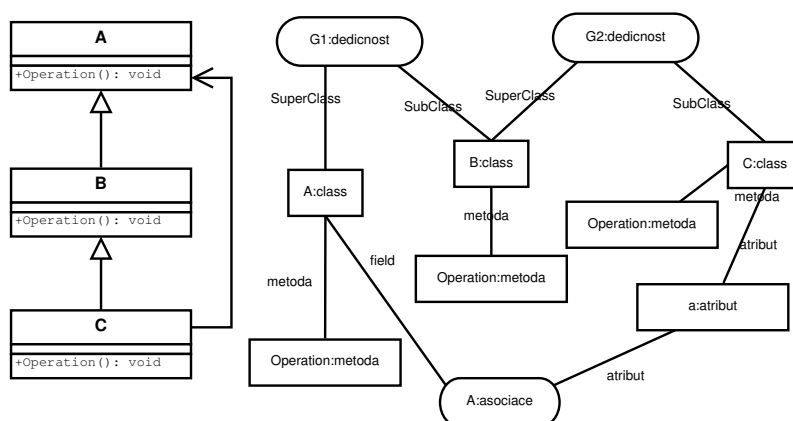 A
+Operation(): void
B
+Operation(): void
C
+Operation(): void
G1:dedicnost
G2:dedicnost
SuperClass
SubClass
SuperClass
SubClass
A:class
B:class
C:class
metoda
field
metoda
metoda
atribut
Operation:metoda
Operation:metoda
Operation:metoda
a:atribut
atribut
A:asociace